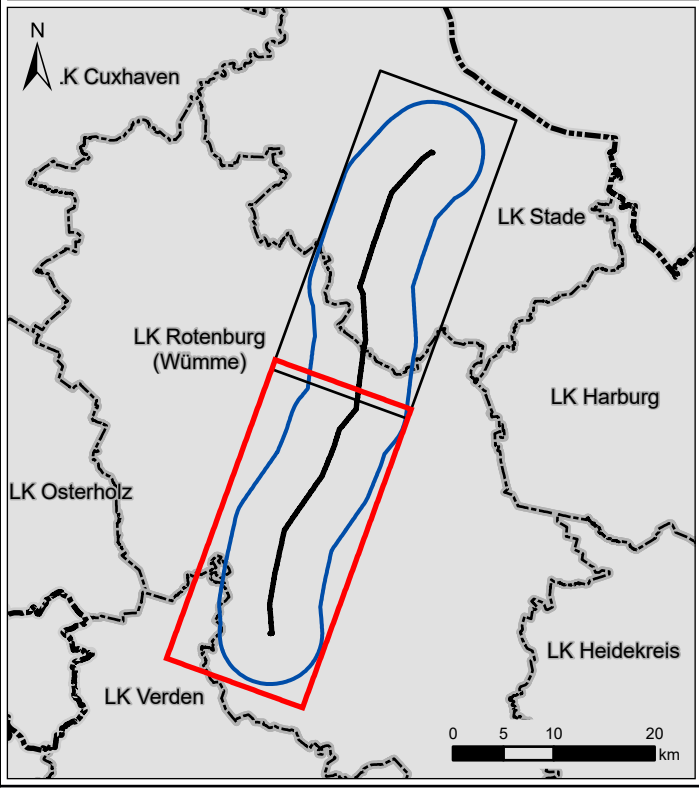 N
.K Cuxhaven
LK Stade
LK Rotenburg
(Wümme)
LK Harburg
LK Osterholz
LK Heidekreis
LK Verden
0 5 10 20
km